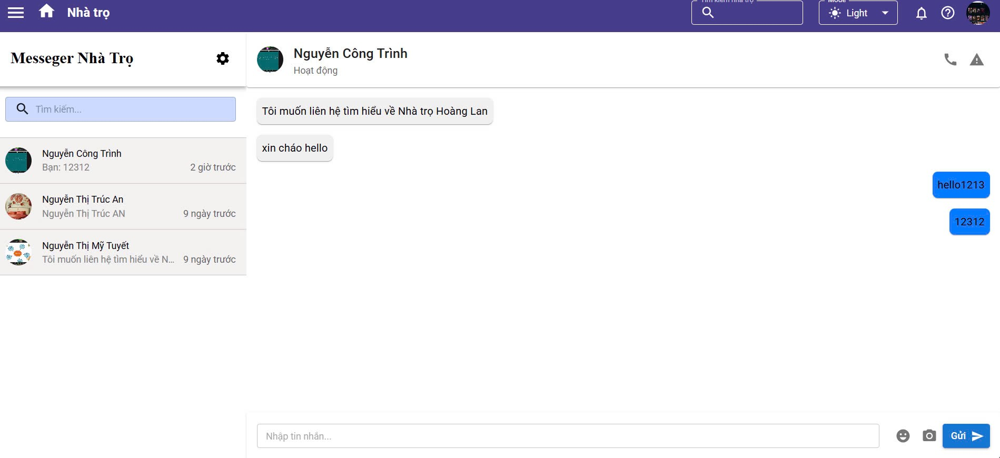 Nhà trọ
Tìm kiếm nhà trọ
Mode
Light
Messeger Nhà Trọ
Tìm kiếm...
Nguyễn Công Trình
Bạn: 12312
2 giờ trước
Nguyễn Thị Trúc An
Nguyễn Thị Trúc AN
9 ngày trước
Nguyễn Thị Mỹ Tuyết
Tôi muốn liên hệ tìm hiểu về N...
9 ngày trước
Nguyễn Công Trình
Hoạt động
Tôi muốn liên hệ tìm hiểu về Nhà trọ Hoàng Lan
xin cháo hello
hello1213
12312
Nhập tin nhắn...
Gửi